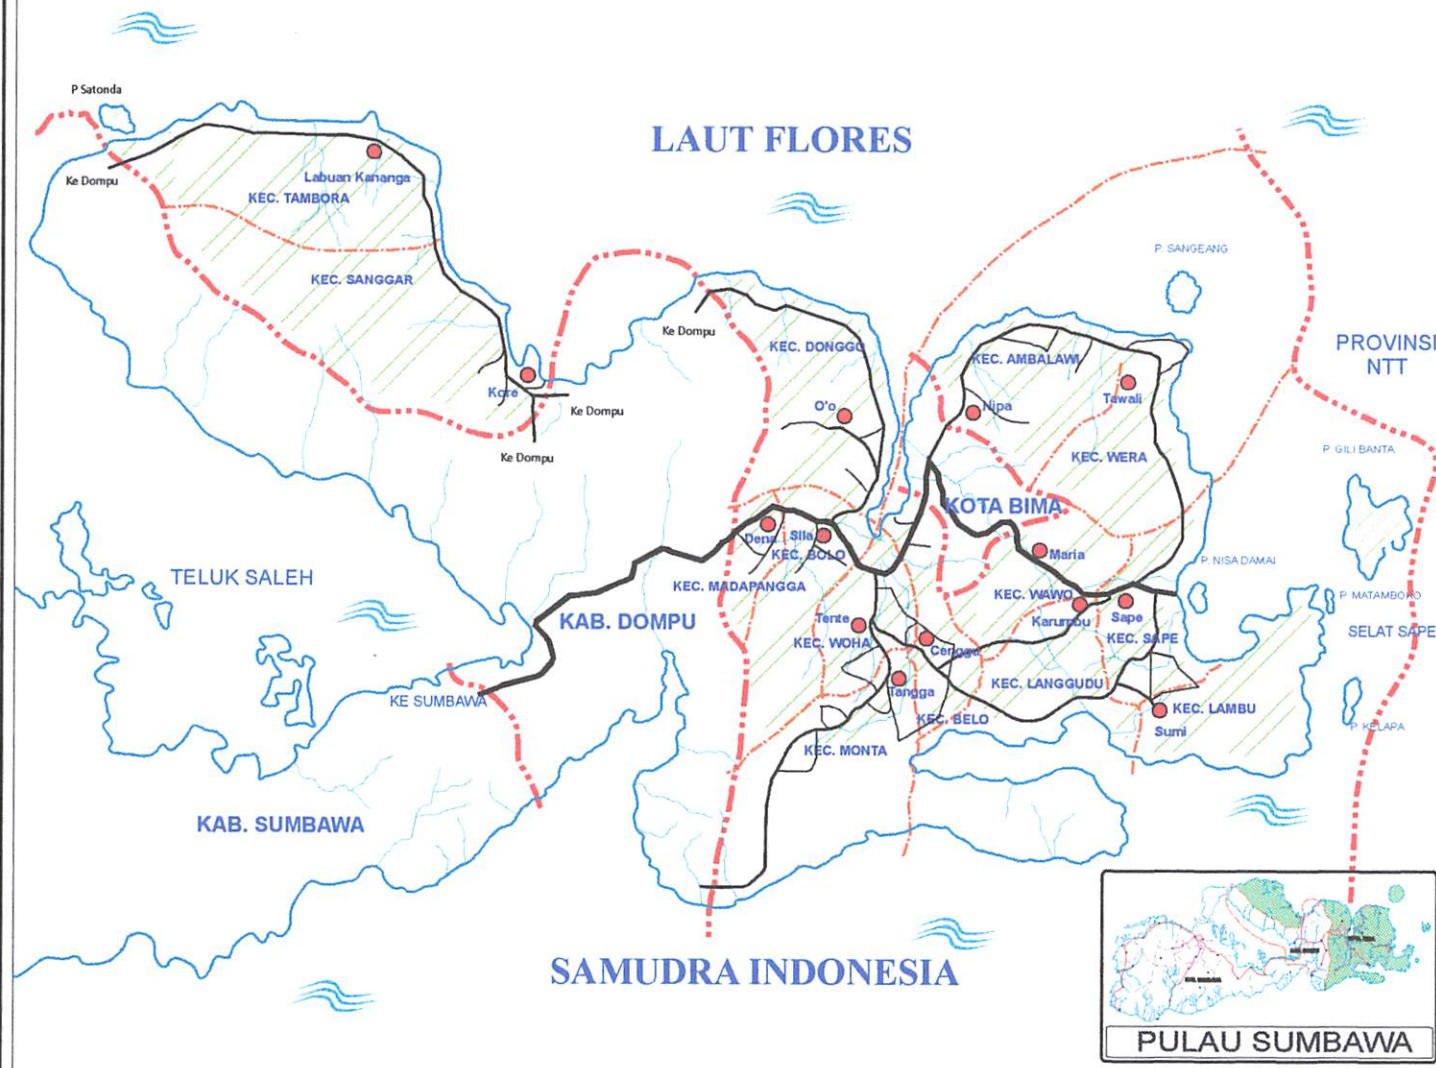 P Satonda
LAUT FLORES
Ke Dompu
Labuan Kananga
KEC. TAMBORA
P. SANGEANG
KEC. SANGGAR
Ke Dompu
PROVINSI
NTT
KEC. DONGGO
KEC. AMBALAWI
Kore
Tawali
Ke Dompu
O'o
Nipa
Ke Dompu
KEC. WERA
P. GILI BANTA
KOTA BIMA
Dena
Sila
KEC. BOLO
Maria
P. NISA DAMAI
TELUK SALEH
KEC. MADAPANGGA
KEC. WAWO
P. MATAMBOKO
KAB. DOMPU
Tente
Karumbu
Sape
SELAT SAPE
KEC. WOHA
Cenggu
KEC. SAPE
KE SUMBAWA
Tangga
KEC. LANGGUDU
KEC. LAMBU
KEC. BELO
Sumi
P. KELAPA
KEC. MONTA
KAB. SUMBAWA
SAMUDRA INDONESIA
PULAU SUMBAWA